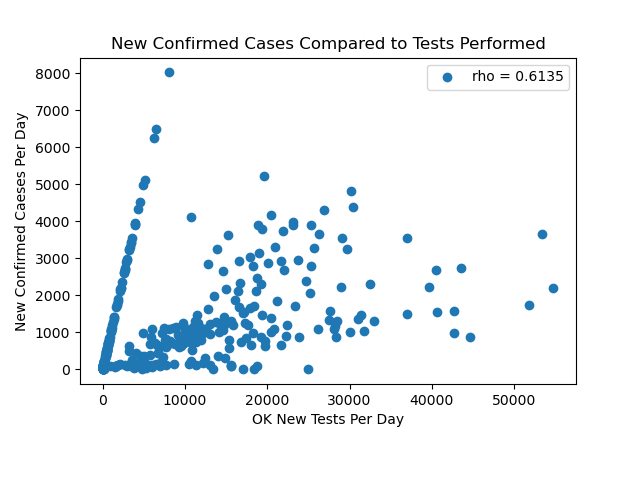 New Confirmed Cases Compared to Tests Performed
rho = 0.6135
8000
7000
6000
5000
4000
3000
2000
1000
0
New Confirmed Caeses Per Day
0 10000 20000 30000 40000 50000
OK New Tests Per Day